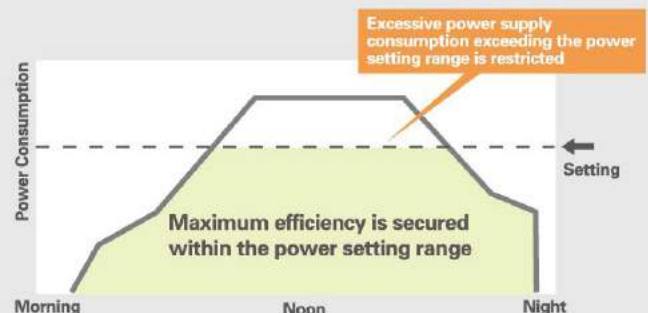 Excessive power supply
consumption exceeding the power
setting range is restricted
Power Consumption
Setting
Maximum efficiency is secured
within the power setting range
Morning
Noon
Night